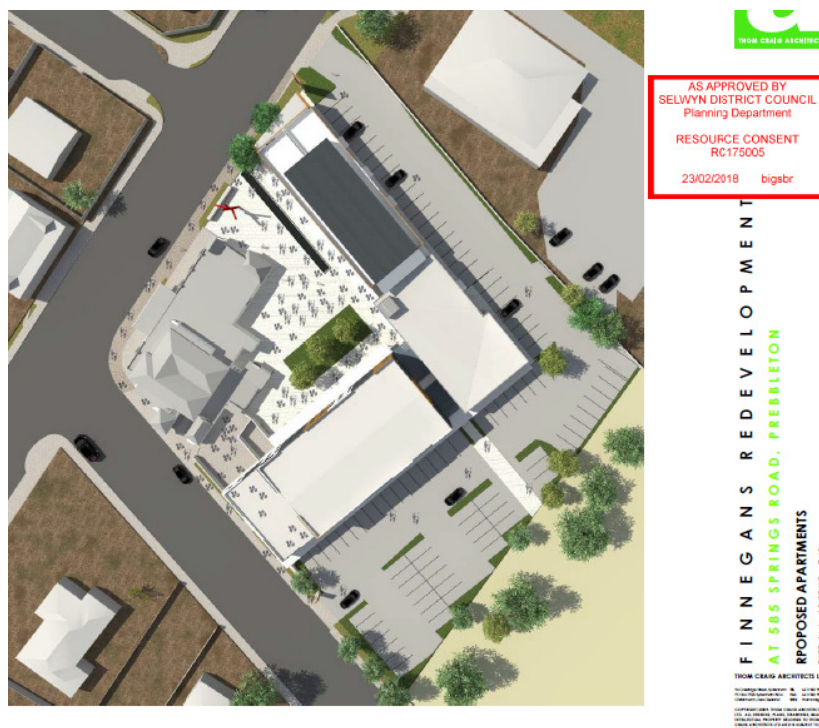 THOM CRAIG ARCHITECTS
AS APPROVED BY
SELWYN DISTRICT COUNCIL
Planning Department
RESOURCE CONSENT
RC175005
23/02/2018 bigsbr
FINNEGANS REDEVELOPMENT
AT 585 SPRINGS ROAD, PREBBLETON
RPOPOSED APARTMENTS
THOM CRAIG ARCHITECTS L